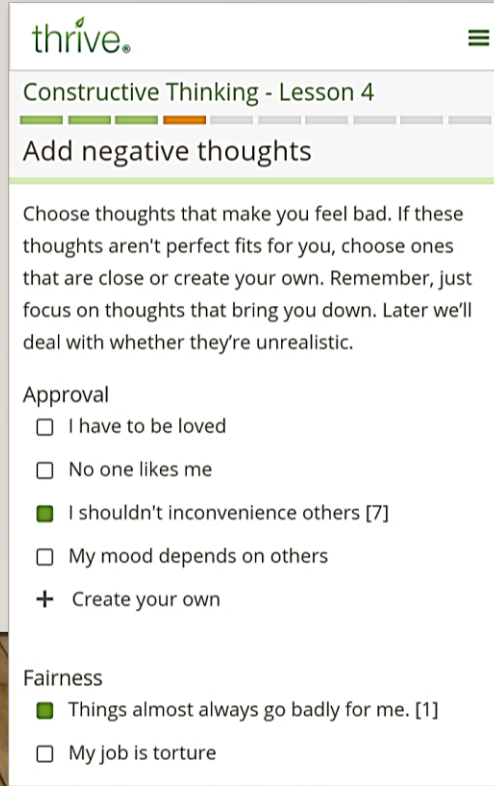 thrive®
Constructive Thinking - Lesson 4
Add negative thoughts
Choose thoughts that make you feel bad. If these
thoughts aren't perfect fits for you, choose ones
that are close or create your own. Remember, just
focus on thoughts that bring you down. Later we'll
deal with whether they're unrealistic.
Approval
I have to be loved
No one likes me
I shouldn't inconvenience others [7]
My mood depends on others
+ Create your own
Fairness
Things almost always go badly for me. [1]
My job is torture